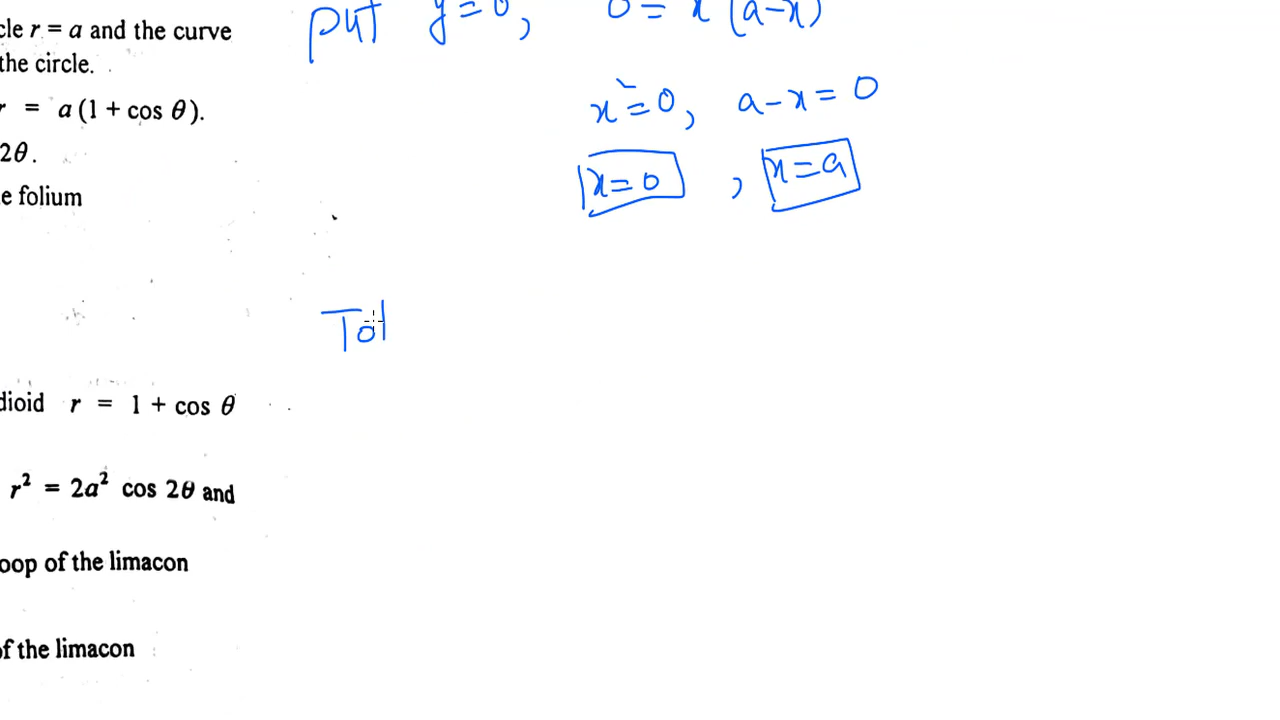 cle r = a and the curve
the circle.
r = a (1 + cos θ).
2θ.
e folium
dioid r = 1 + cos θ
r² = 2a² cos 2θ and
oop of the limacon
of the limacon
put y=0, 0 = x (a-x)
x²=0, a-x=0
x=0, x=a
Tot